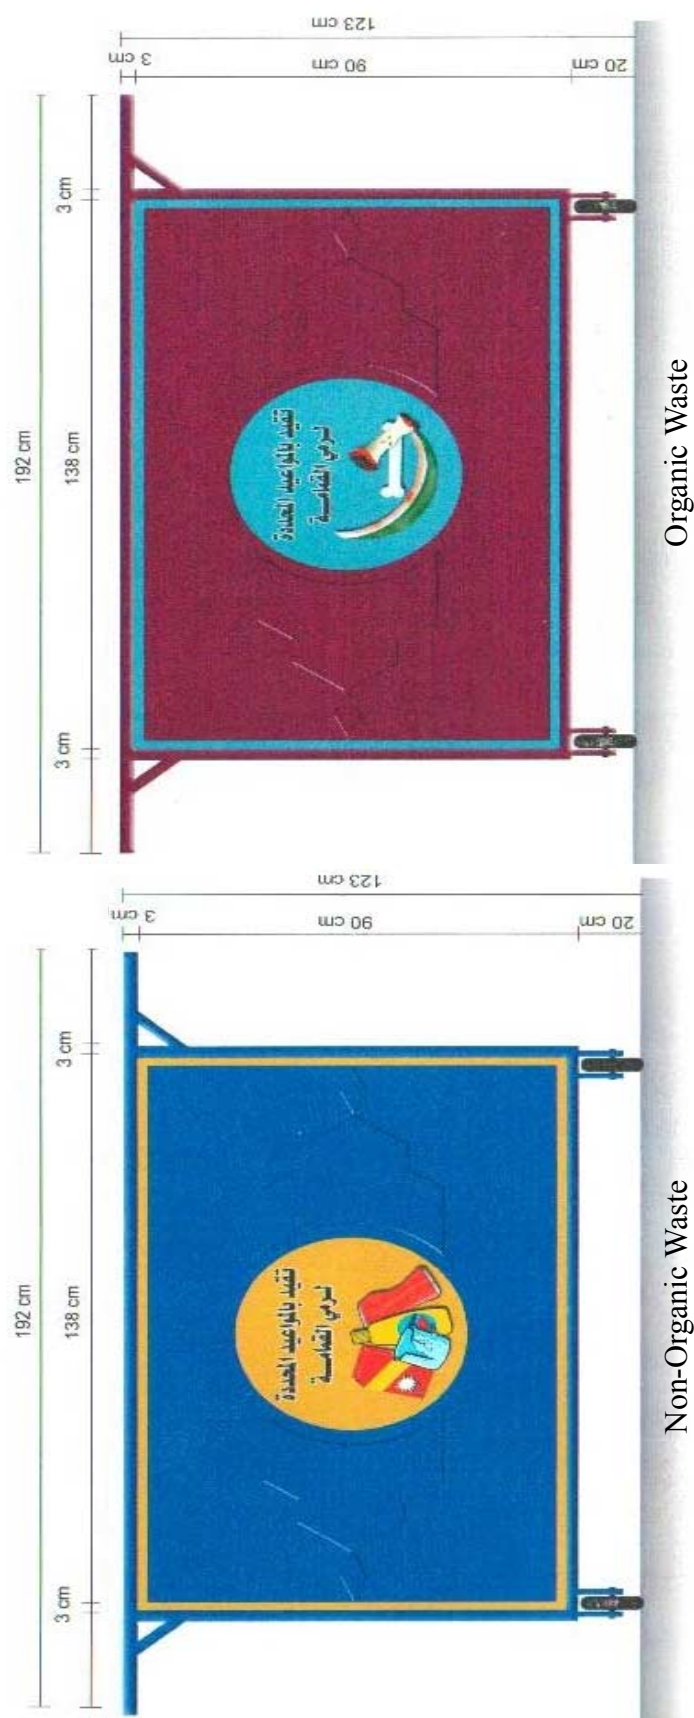 123 cm
3 cm
90 cm
20 cm
192 cm
3 cm
138 cm
3 cm
تقيد بالمواعيد المحددة
لرمي القمامة
Organic Waste
123 cm
3 cm
90 cm
20 cm
192 cm
3 cm
138 cm
3 cm
تقيد بالمواعيد المحددة
لرمي القمامة
Non-Organic Waste